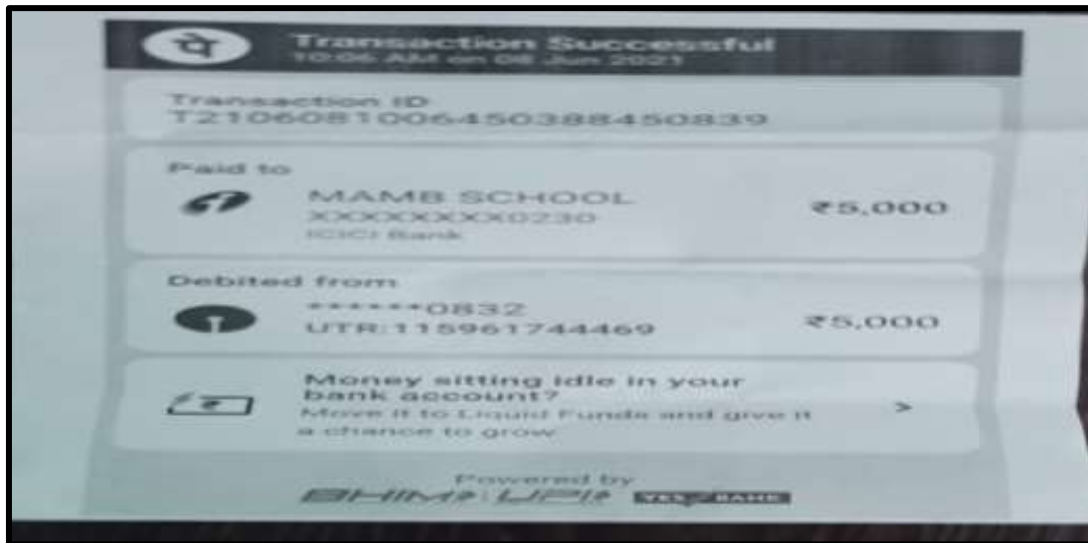 पे
Transaction Successful
10:06 AM on 08 Jun 2021
Transaction ID
T2106081006450388450839
Paid to
MAMB SCHOOL
₹5,000
XXXXXXXX0230
ICICI Bank
Debited from
******0832
₹5,000
UTR:115961744469
Money sitting idle in your
bank account?
Move it to Liquid Funds and give it
a chance to grow
>
Powered by
BHIM UPI YES BANK